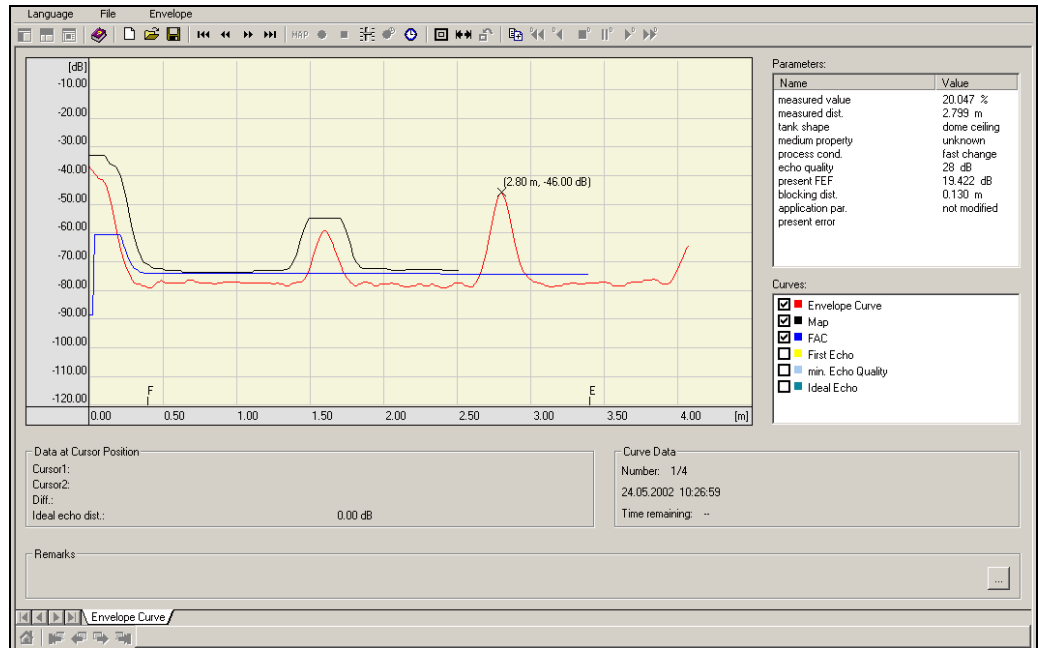 Language File Envelope
MAP
[dB]
-10.00
-20.00
-30.00
-40.00
-50.00
-60.00
-70.00
-80.00
-90.00
-100.00
-110.00
-120.00
(2.80 m, -46.00 dB)
F
E
0.00 0.50 1.00 1.50 2.00 2.50 3.00 3.50 4.00 [m]
Parameters:
Name Value
measured value 20.047 %
measured dist. 2.799 m
tank shape dome ceiling
medium property unknown
process cond. fast change
echo quality 28 dB
present FEF 19.422 dB
blocking dist. 0.130 m
application par. not modified
present error
Curves:
Envelope Curve
Map
FAC
First Echo
min. Echo Quality
Ideal Echo
Data at Cursor Position
Cursor1:
Cursor2:
Diff.:
Ideal echo dist.: 0.00 dB
Curve Data
Number: 1/4
24.05.2002 10:26:59
Time remaining: --
Remarks
...
Envelope Curve